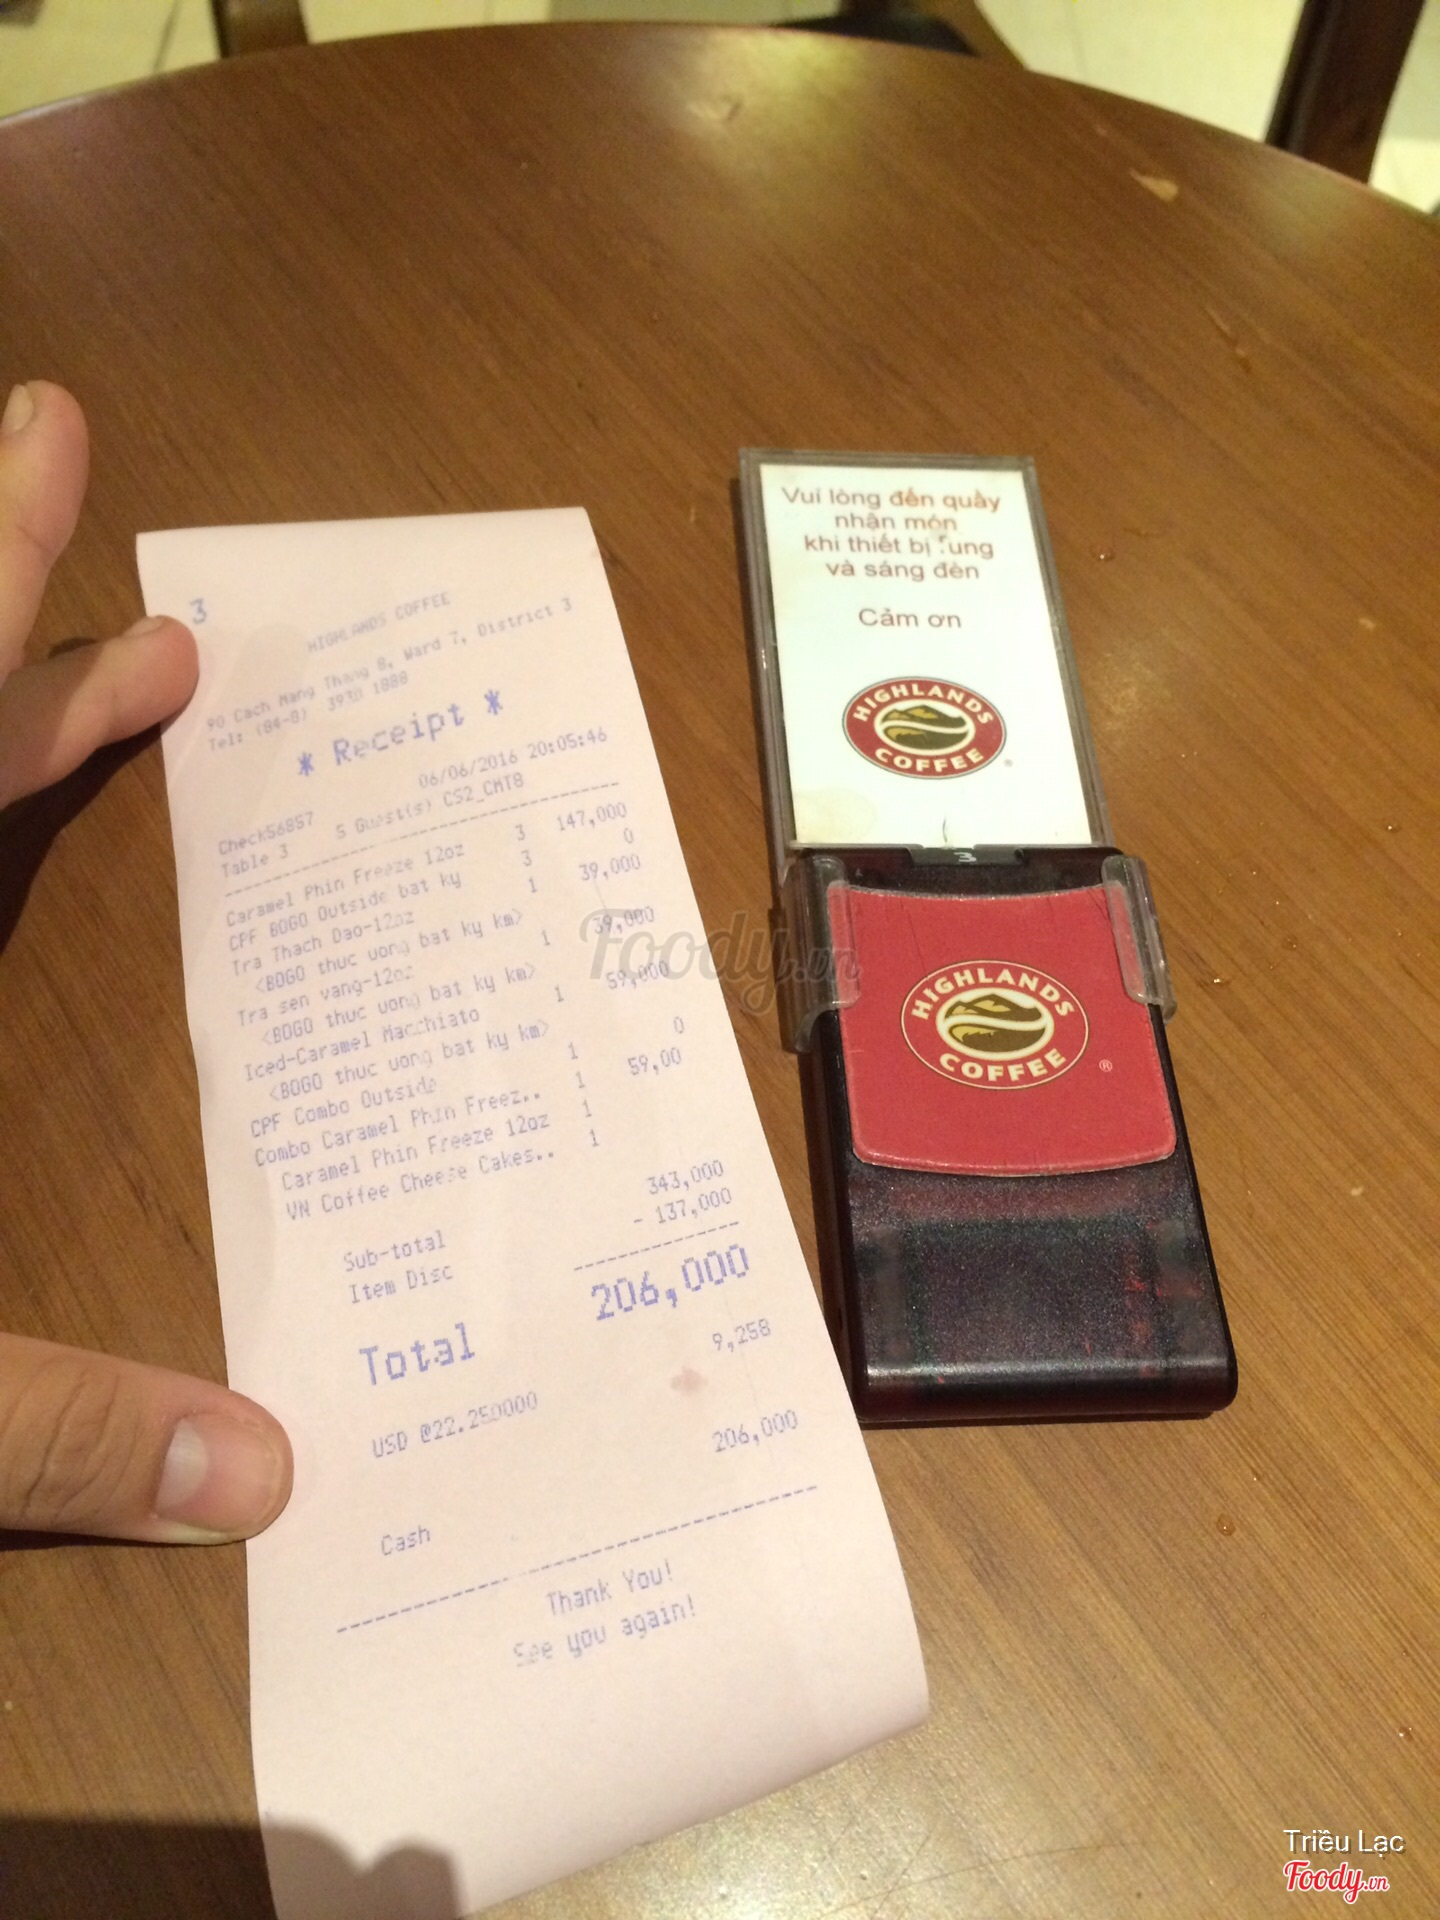 3
HIGHLANDS COFFEE
90 Cach Mang Thang 8, Ward 7, District 3
Tel: (84-8) 3930 1888
* Receipt *
06/06/2016 20:05:46
Check56857
Table 3 5 Guest(s) CS2_CMT8
Caramel Phin Freeze 12oz 3 147,000
CPF BOGO Outside bat ky 3 0
Tra Thach Dao-12oz 1 39,000
<BOGO thuc uong bat ky km>
Tra sen vang-12oz 1 39,000
<BOGO thuc uong bat ky km>
Iced-Caramel Macchiato 1 59,000
<BOGO thuc uong bat ky km>
CPF Combo Outside 1 0
Combo Caramel Phin Freez.. 1 59,00
Caramel Phin Freeze 12oz 1
VN Coffee Cheese Cakes.. 1
Sub-total 343,000
Item Disc - 137,000
Total 206,000
USD @22.250000 9,258
Cash 206,000
Thank You!
See you again!
Vui lòng đến quầy
nhận món
khi thiết bị rung
và sáng đèn
Cảm ơn
HIGHLANDS
COFFEE
3
HIGHLANDS
COFFEE
®
Foody.vn
Triều Lạc
Foody.vn